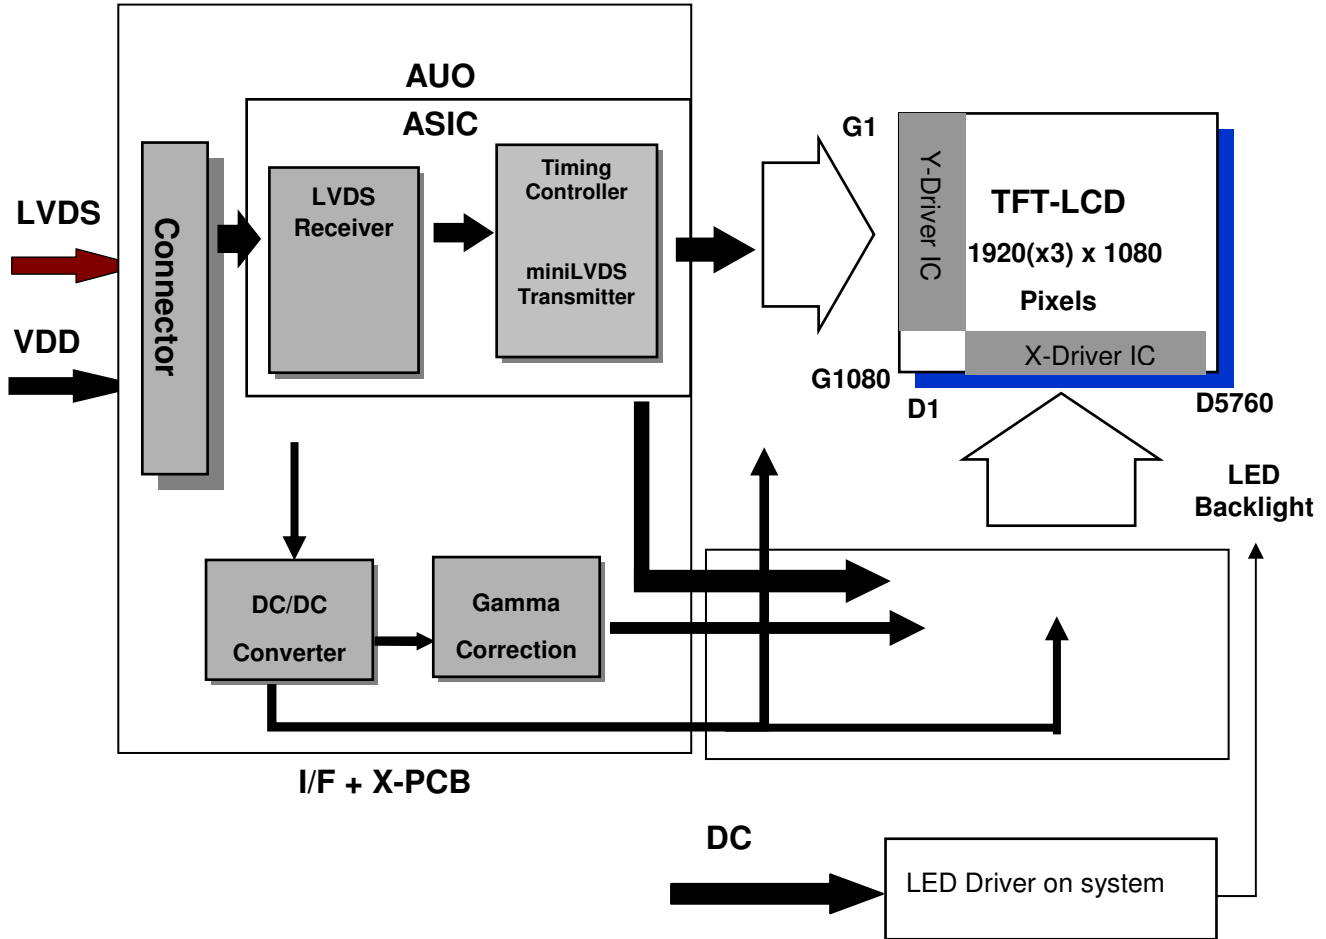 AUO
ASIC
LVDS
VDD
Connector
LVDS
Receiver
Timing
Controller
miniLVDS
Transmitter
G1
G1080
Y-Driver IC
TFT-LCD
1920(x3) x 1080
Pixels
X-Driver IC
D1
D5760
LED
Backlight
DC/DC
Converter
Gamma
Correction
I/F + X-PCB
DC
LED Driver on system